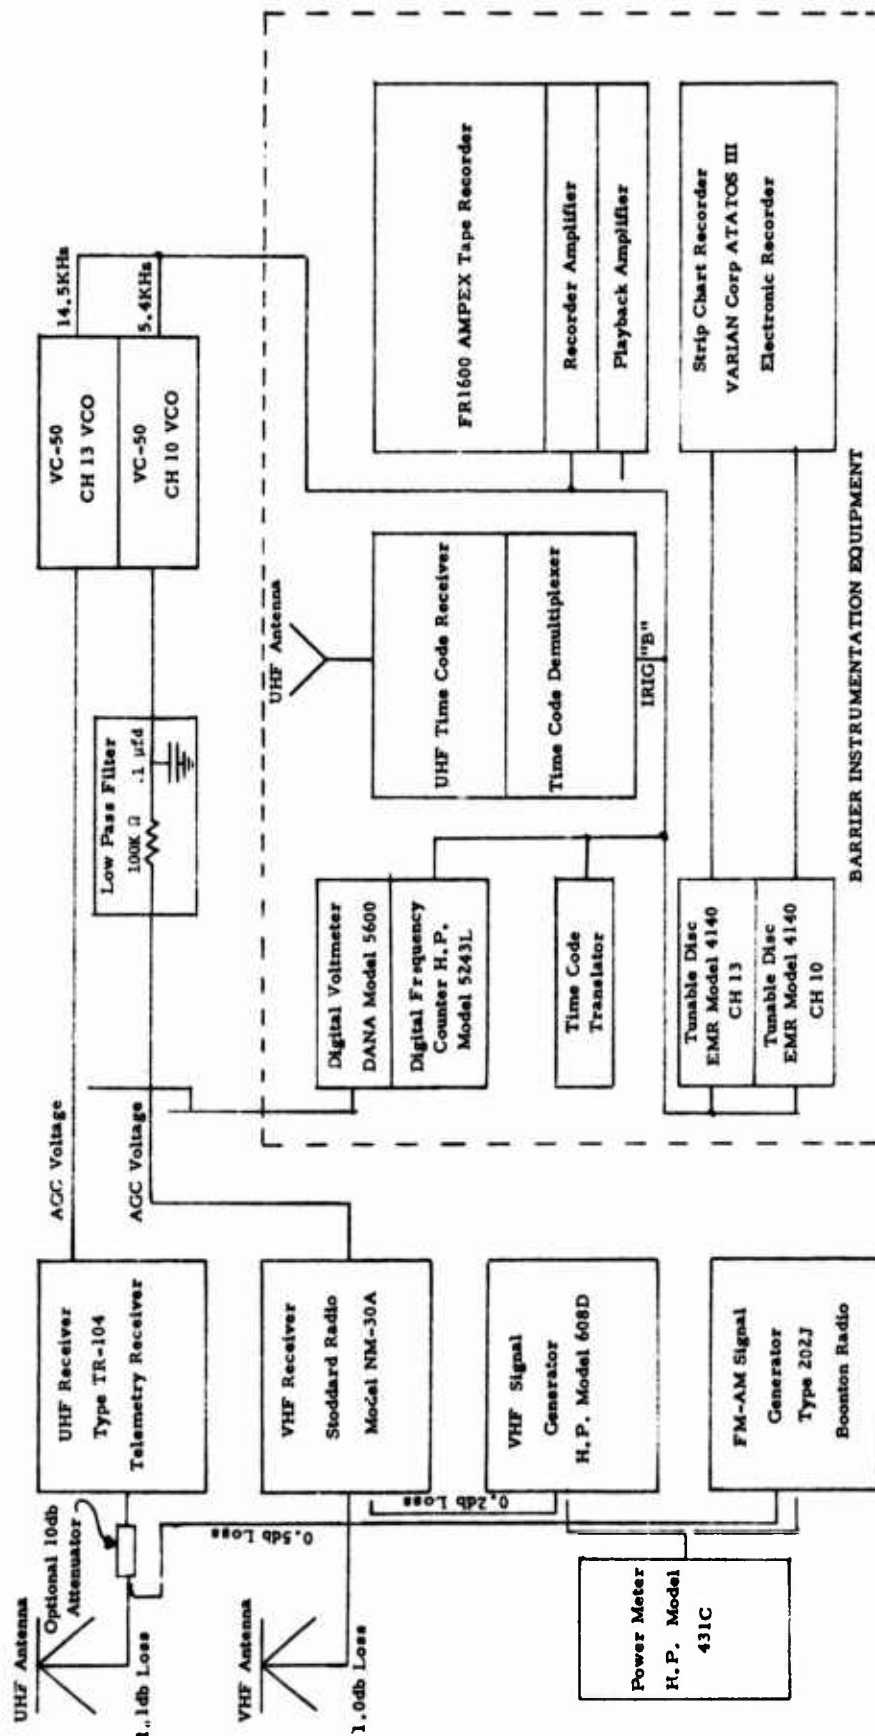 UHF Antenna
Optional 10db
Attenuator
1db Loss
UHF Receiver
Type TR-104
Telemetry Receiver
AGC Voltage
AGC Voltage
Low Pass Filter
100K Ω .1 µfd
VC-50
CH 13 VCO
VC-50
CH 10 VCO
14.5KHz
5.4KHz
VHF Antenna
1.0db Loss
0.5db Loss
0.2db Loss
VHF Receiver
Stoddard Radio
Model NM-30A
VHF Signal
Generator
H.P. Model 608D
FM-AM Signal
Generator
Type 202J
Boonton Radio
Power Meter
H.P. Model
431C
Digital Voltmeter
DANA Model 5600
Digital Frequency
Counter H.P.
Model 5243L
Time Code
Translator
Tunable Disc
EMR Model 4140
CH 13
Tunable Disc
EMR Model 4140
CH 10
UHF Antenna
UHF Time Code Receiver
Time Code Demultiplexer
IRIG "B"
FR1600 AMPEX Tape Recorder
Recorder Amplifier
Playback Amplifier
Strip Chart Recorder
VARIAN Corp ATATOS III
Electronic Recorder
BARRIER INSTRUMENTATION EQUIPMENT